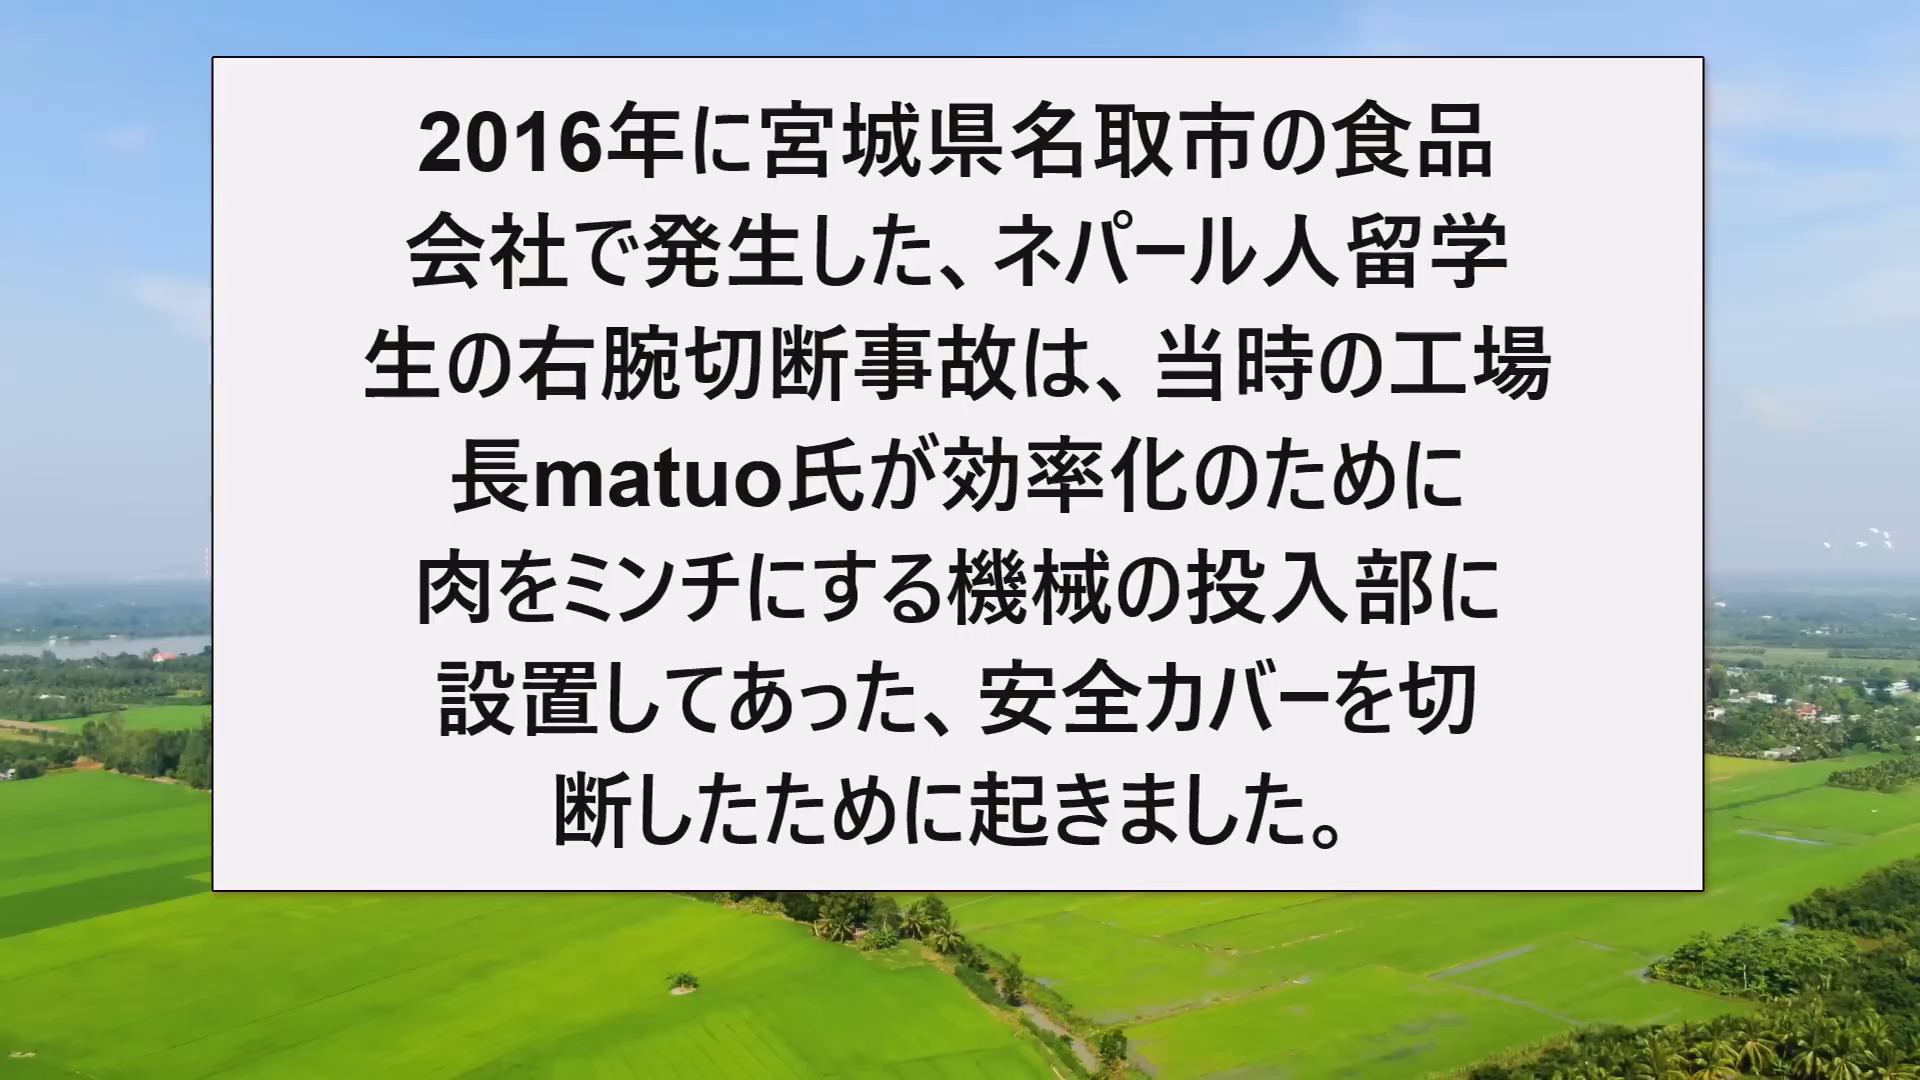 2016年に宮城県名取市の食品
会社で発生した、ネパール人留学
生の右腕切断事故は、当時の工場
長matuo氏が効率化のために
肉をミンチにする機械の投入部に
設置してあった、安全カバーを切
断したために起きました。